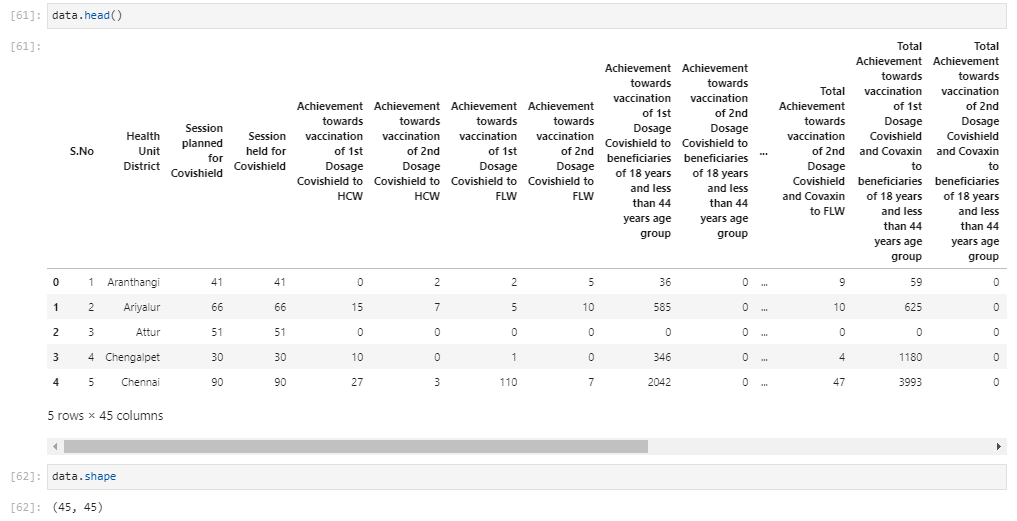 [61]: data.head()
[61]:
S.No
Health Unit District
Session planned for Covishield
Session held for Covishield
Achievement towards vaccination of 1st Dosage Covishield to HCW
Achievement towards vaccination of 2nd Dosage Covishield to HCW
Achievement towards vaccination of 1st Dosage Covishield to FLW
Achievement towards vaccination of 2nd Dosage Covishield to FLW
Achievement towards vaccination of 1st Dosage Covishield to beneficiaries of 18 years and less than 44 years age group
Achievement towards vaccination of 2nd Dosage Covishield to beneficiaries of 18 years and less than 44 years age group
...
Total Achievement towards vaccination of 2nd Dosage Covishield and Covaxin to FLW
Total Achievement towards vaccination of 1st Dosage Covishield and Covaxin to beneficiaries of 18 years and less than 44 years age group
Total Achievement towards vaccination of 2nd Dosage Covishield and Covaxin to beneficiaries of 18 years and less than 44 years age group
0 1 Aranthangi 41 41 0 2 2 5 36 0 ... 9 59 0
1 2 Ariyalur 66 66 15 7 5 10 585 0 ... 10 625 0
2 3 Attur 51 51 0 0 0 0 0 0 ... 0 0 0
3 4 Chengalpet 30 30 10 0 1 0 346 0 ... 4 1180 0
4 5 Chennai 90 90 27 3 110 7 2042 0 ... 47 3993 0
5 rows × 45 columns
[62]: data.shape
[62]: (45, 45)